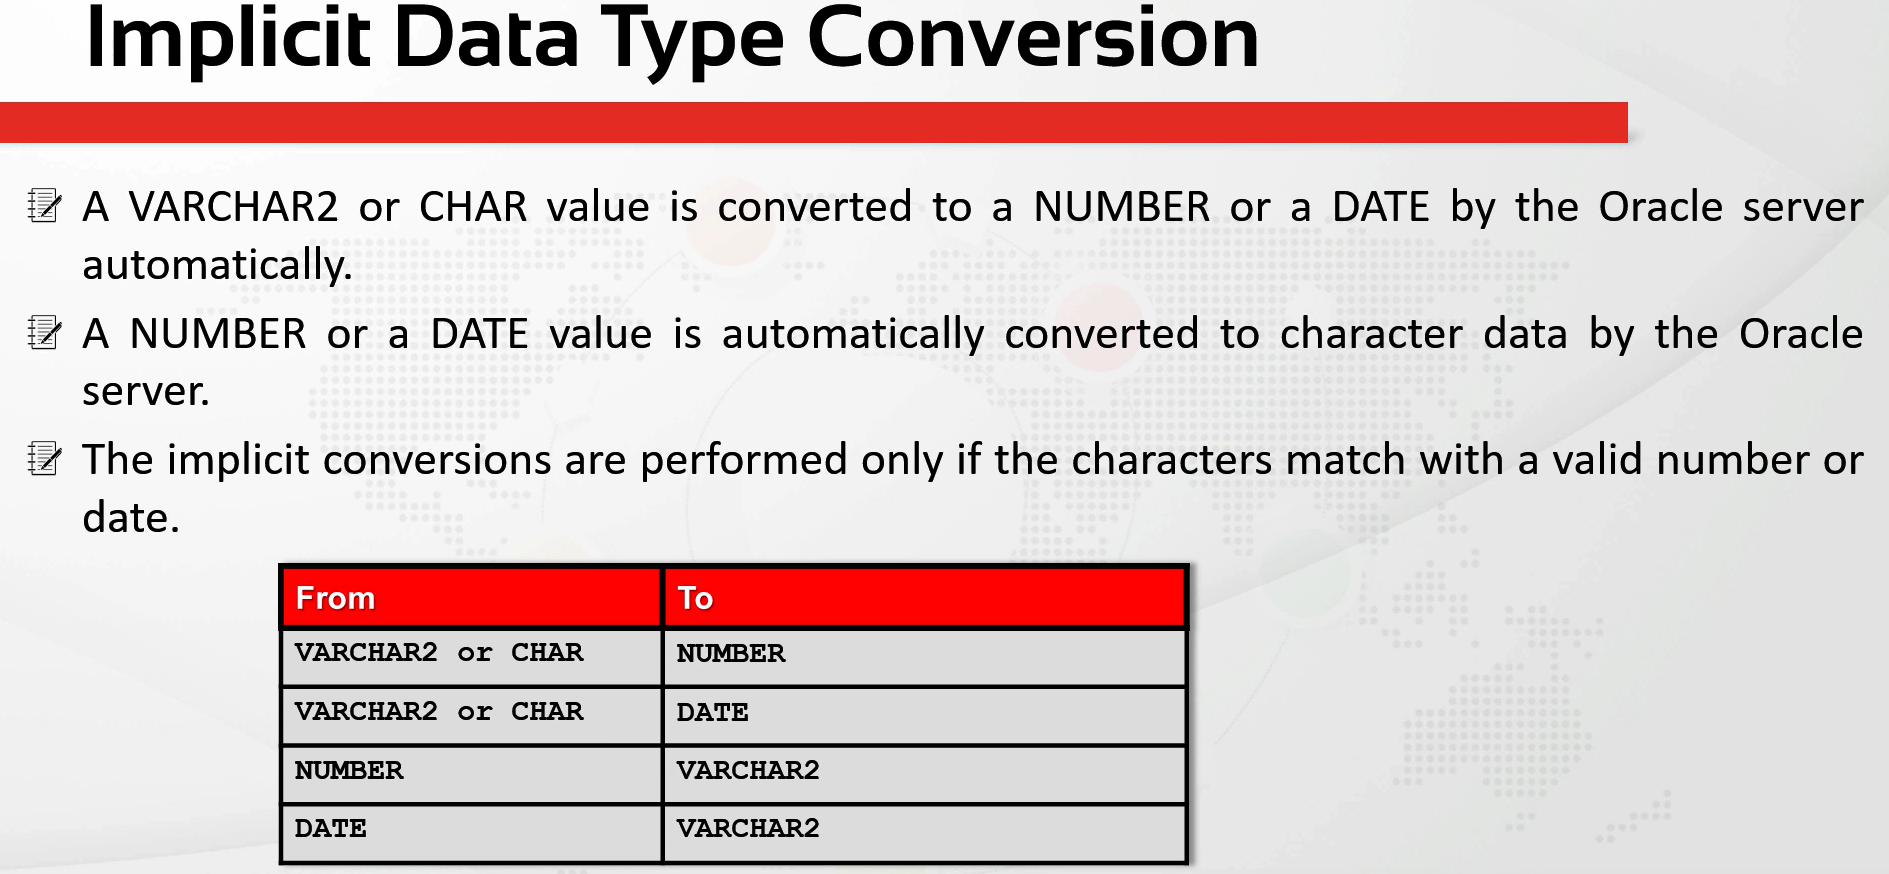 Implicit Data Type Conversion
A VARCHAR2 or CHAR value is converted to a NUMBER or a DATE by the Oracle server
automatically.
A NUMBER or a DATE value is automatically converted to character data by the Oracle
server.
The implicit conversions are performed only if the characters match with a valid number or
date.
From To
VARCHAR2 or CHAR NUMBER
VARCHAR2 or CHAR DATE
NUMBER VARCHAR2
DATE VARCHAR2